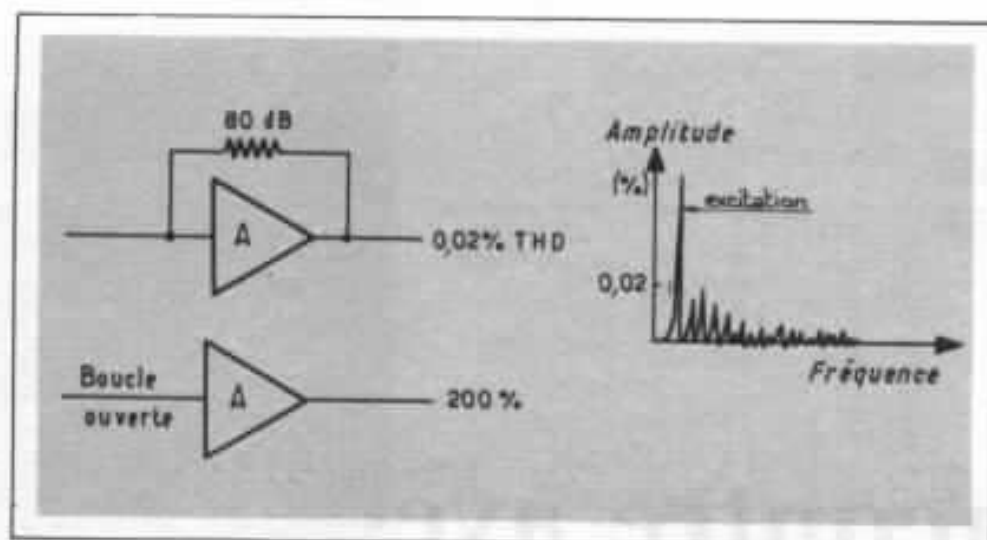 80 dB
A
0,02% THD
Boucle
ouverte
A
200 %
Amplitude
(%)
excitation
0,02
Fréquence